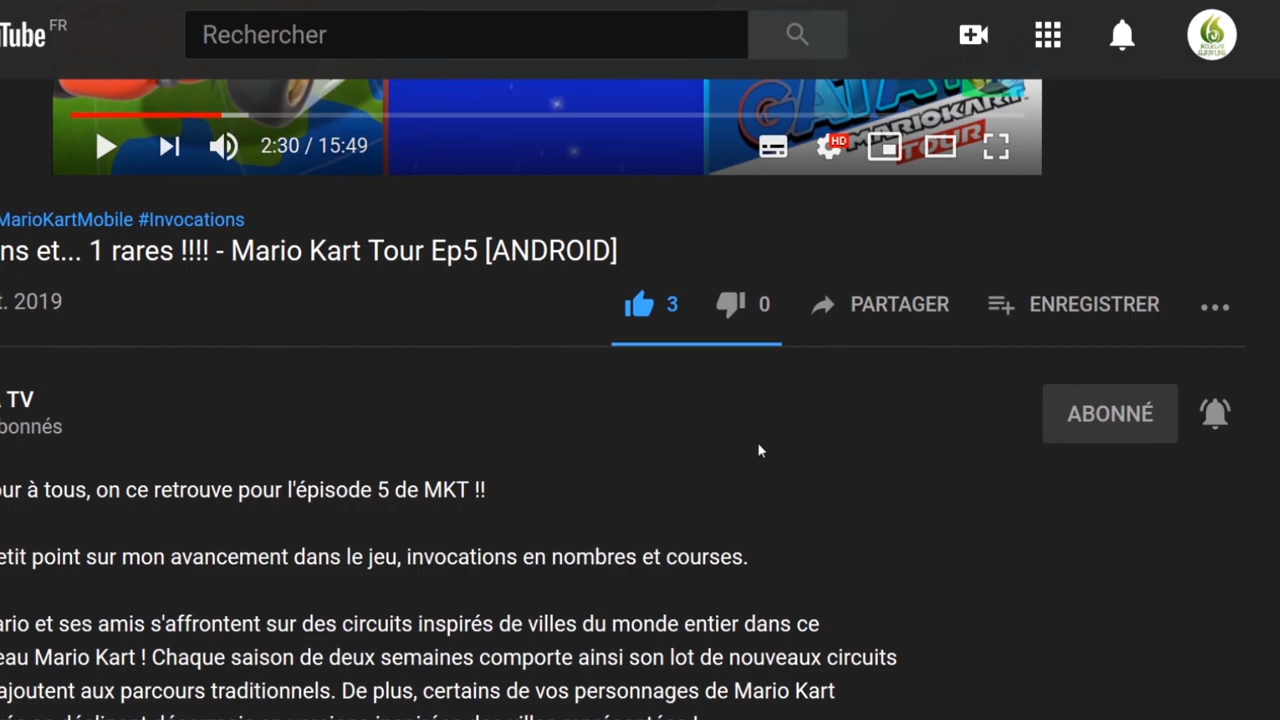 Tube FR
Rechercher
MARIOKART
TOUR
HD
2:30 / 15:49
MarioKartMobile #Invocations
ns et... 1 rares !!!! - Mario Kart Tour Ep5 [ANDROID]
t. 2019
3
0
PARTAGER
ENREGISTRER
TV
bonnés
ABONNÉ
ur à tous, on ce retrouve pour l'épisode 5 de MKT !!
etit point sur mon avancement dans le jeu, invocations en nombres et courses.
ario et ses amis s'affrontent sur des circuits inspirés de villes du monde entier dans ce
eau Mario Kart ! Chaque saison de deux semaines comporte ainsi son lot de nouveaux circuits
ajoutent aux parcours traditionnels. De plus, certains de vos personnages de Mario Kart